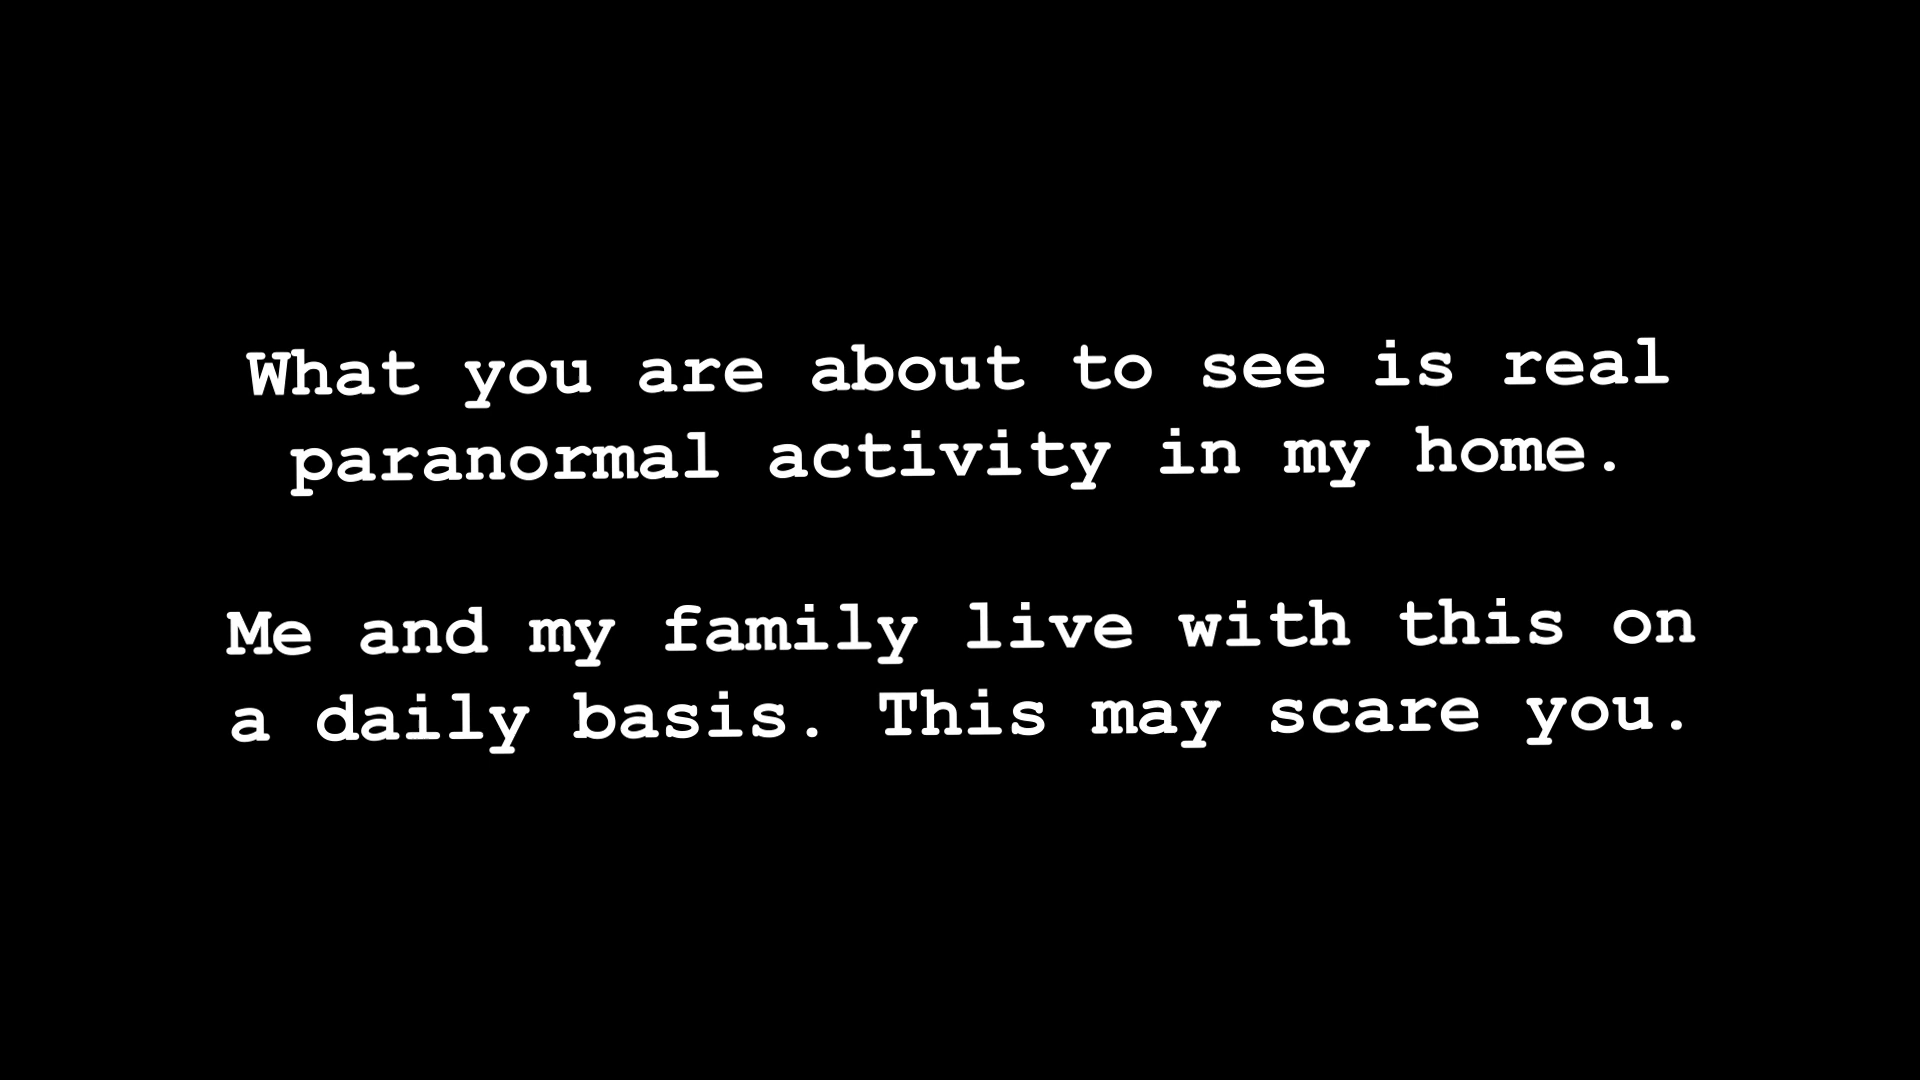 What you are about to see is real
paranormal activity in my home.
Me and my family live with this on
a daily basis. This may scare you.